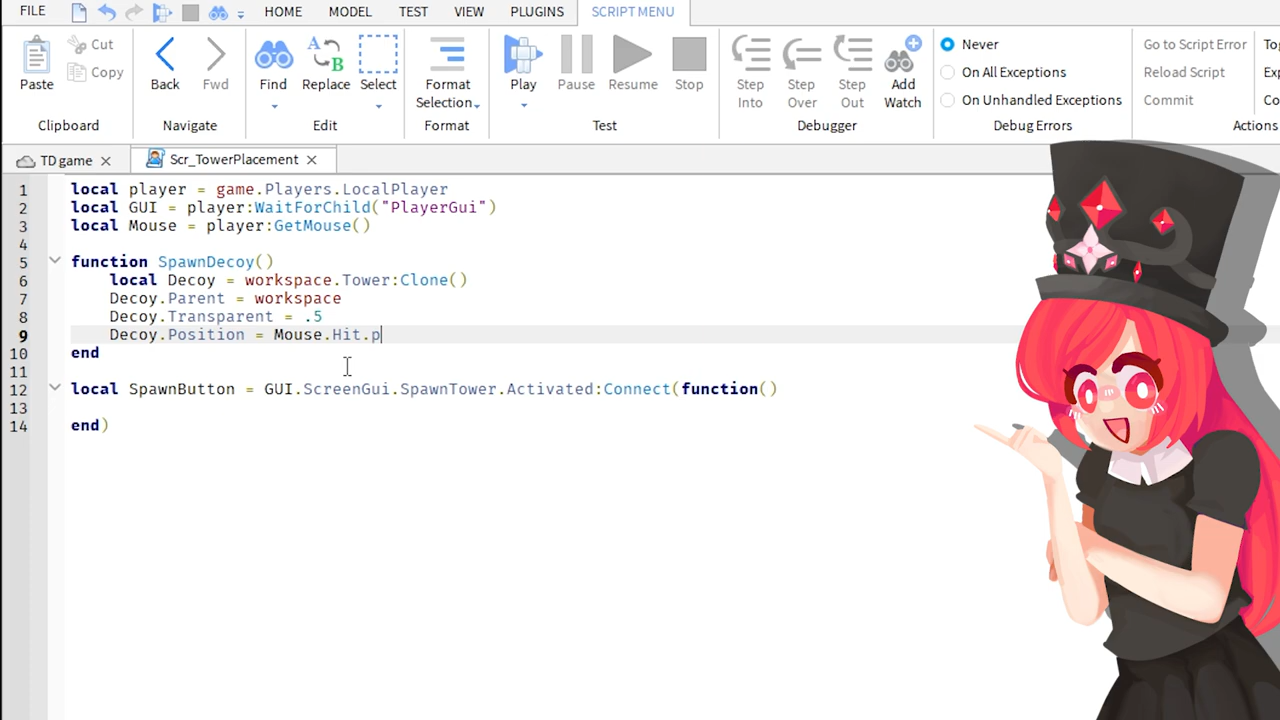 FILE HOME MODEL TEST VIEW PLUGINS SCRIPT MENU
Paste Cut Copy
Clipboard
Back Fwd
Navigate
Find Replace Select
Edit
Format Selection
Format
Play Pause Resume Stop
Test
Step Into Step Over Step Out Add Watch
Debugger
Never
On All Exceptions
On Unhandled Exceptions
Debug Errors
Go to Script Error
Reload Script
Commit
Actions
TD game Scr_TowerPlacement
1 local player = game.Players.LocalPlayer
2 local GUI = player:WaitForChild("PlayerGui")
3 local Mouse = player:GetMouse()
4
5 function SpawnDecoy()
6 local Decoy = workspace.Tower:Clone()
7 Decoy.Parent = workspace
8 Decoy.Transparent = .5
9 Decoy.Position = Mouse.Hit.p
10 end
11
12 local SpawnButton = GUI.ScreenGui.SpawnTower.Activated:Connect(function()
13
14 end)